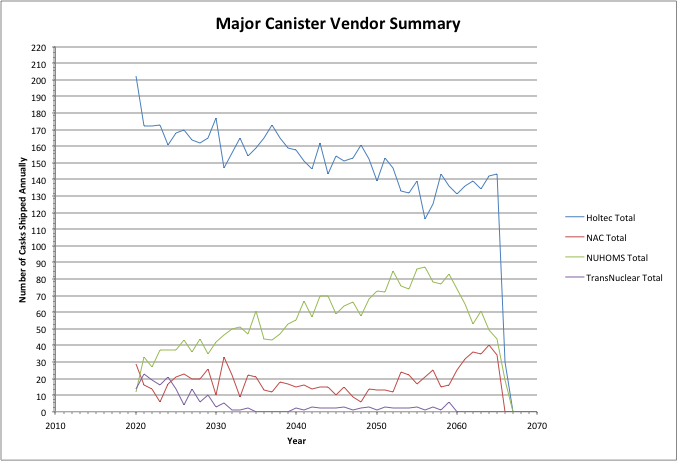 Major Canister Vendor Summary
Number of Casks Shipped Annually
220
210
200
190
180
170
160
150
140
130
120
110
100
90
80
70
60
50
40
30
20
10
0
2010 2020 2030 2040 2050 2060 2070
Year
Holtec Total
NAC Total
NUHOMS Total
TransNuclear Total